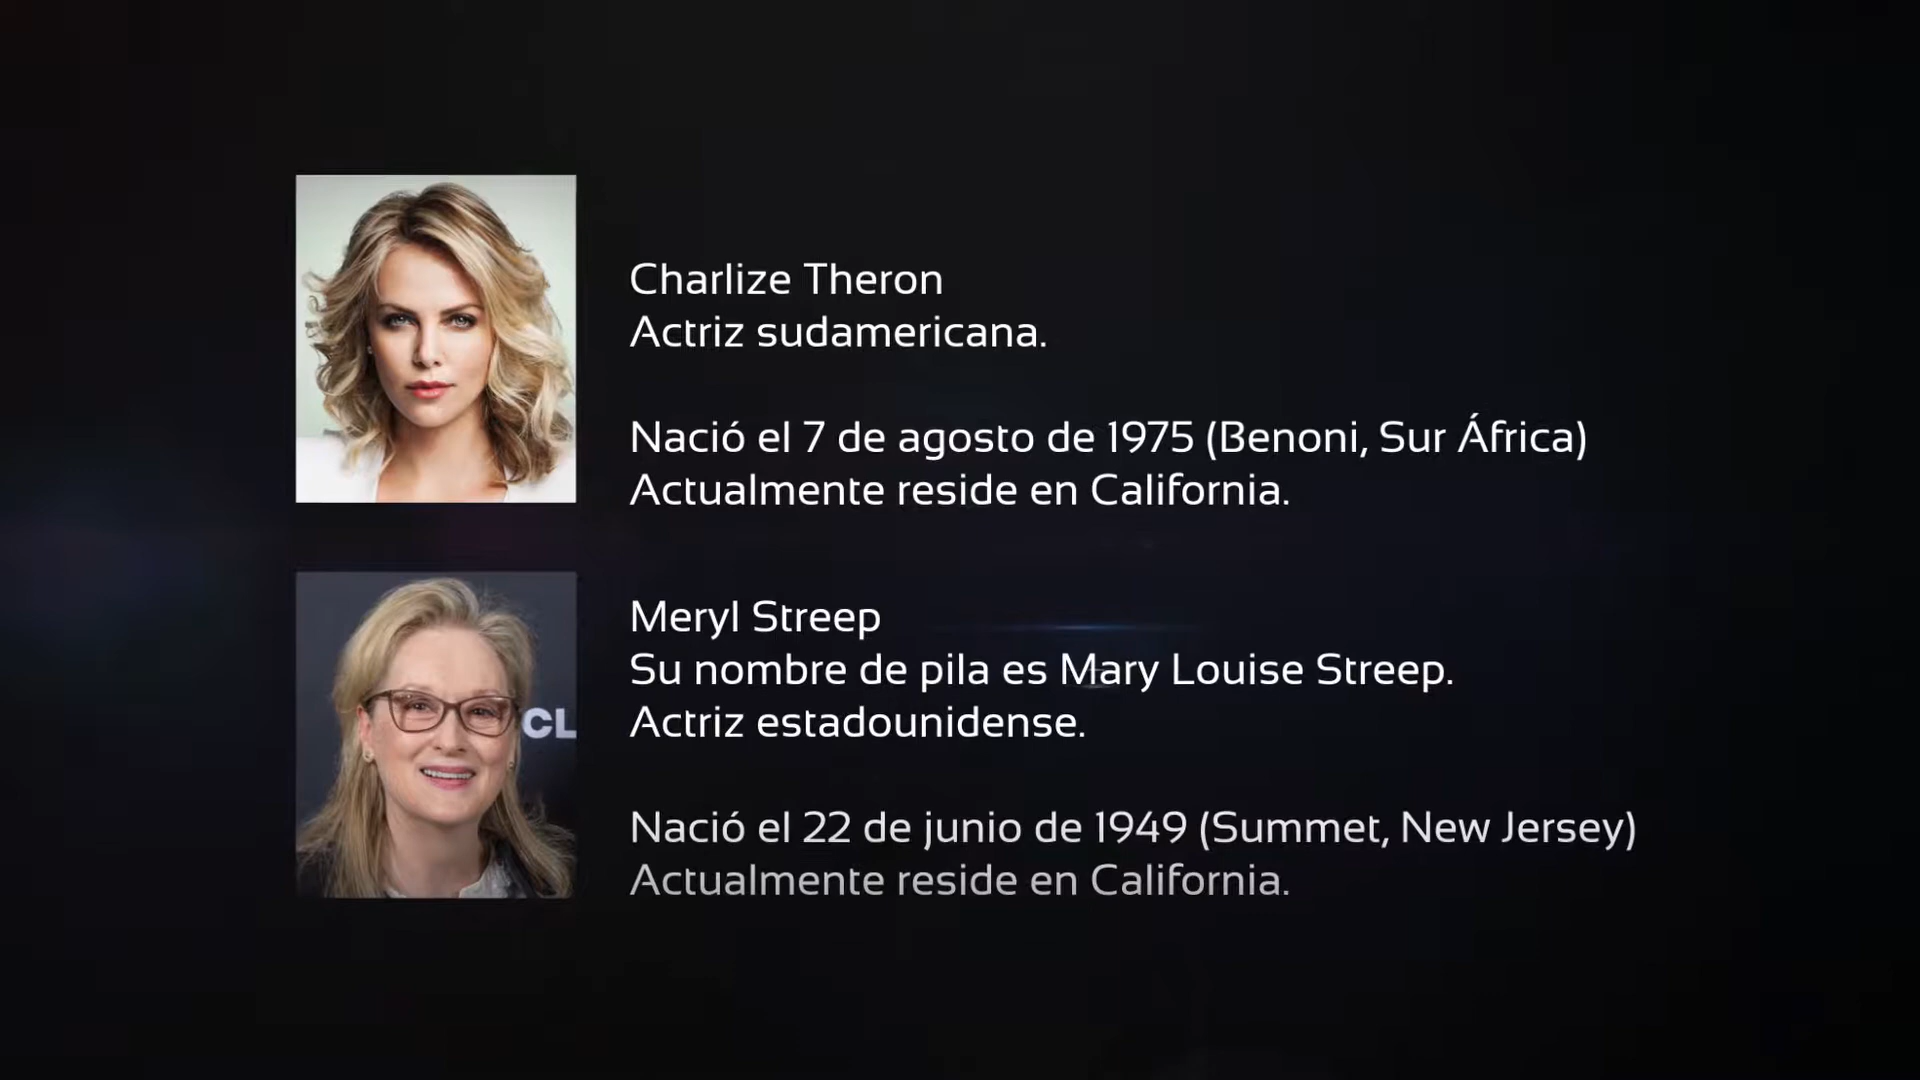 Charlize Theron
Actriz sudamericana.
Nació el 7 de agosto de 1975 (Benoni, Sur África)
Actualmente reside en California.
CL
Meryl Streep
Su nombre de pila es Mary Louise Streep.
Actriz estadounidense.
Nació el 22 de junio de 1949 (Summet, New Jersey)
Actualmente reside en California.